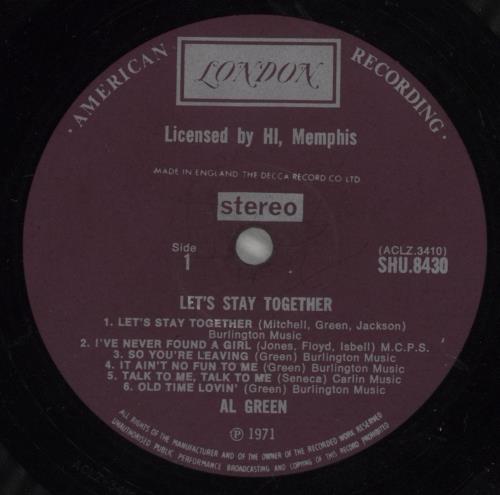 · AMERICAN RECORDING ·
LONDON
Licensed by HI, Memphis
MADE IN ENGLAND THE DECCA RECORD CO LTD
stereo
Side
1
(ACLZ.3410)
SHU.8430
LET'S STAY TOGETHER
1. LET'S STAY TOGETHER (Mitchell, Green, Jackson)
Burlington Music
2. I'VE NEVER FOUND A GIRL (Jones, Floyd, Isbell) M.C.P.S.
3. SO YOU'RE LEAVING (Green) Burlington Music
4. IT AIN'T NO FUN TO ME (Green) Burlington Music
5. TALK TO ME, TALK TO ME (Seneca) Carlin Music
6. OLD TIME LOVIN' (Green) Burlington Music
AL GREEN
Ⓟ 1971
ALL RIGHTS OF THE MANUFACTURER AND OF THE OWNER OF THE RECORDED WORK RESERVED
UNAUTHORISED PUBLIC PERFORMANCE BROADCASTING AND COPYING OF THIS RECORD PROHIBITED